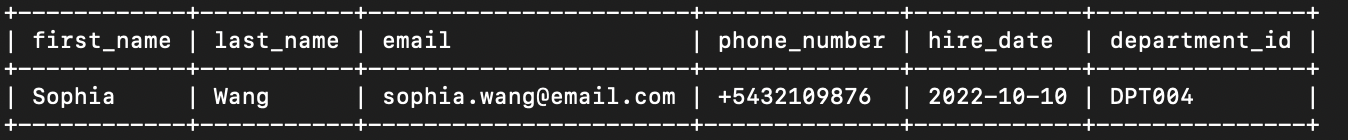 +------------+-----------+-----------------------+--------------+------------+---------------+
| first_name | last_name | email                 | phone_number | hire_date  | department_id |
+------------+-----------+-----------------------+--------------+------------+---------------+
| Sophia     | Wang      | sophia.wang@email.com | +5432109876  | 2022-10-10 | DPT004        |
+------------+-----------+-----------------------+--------------+------------+---------------+